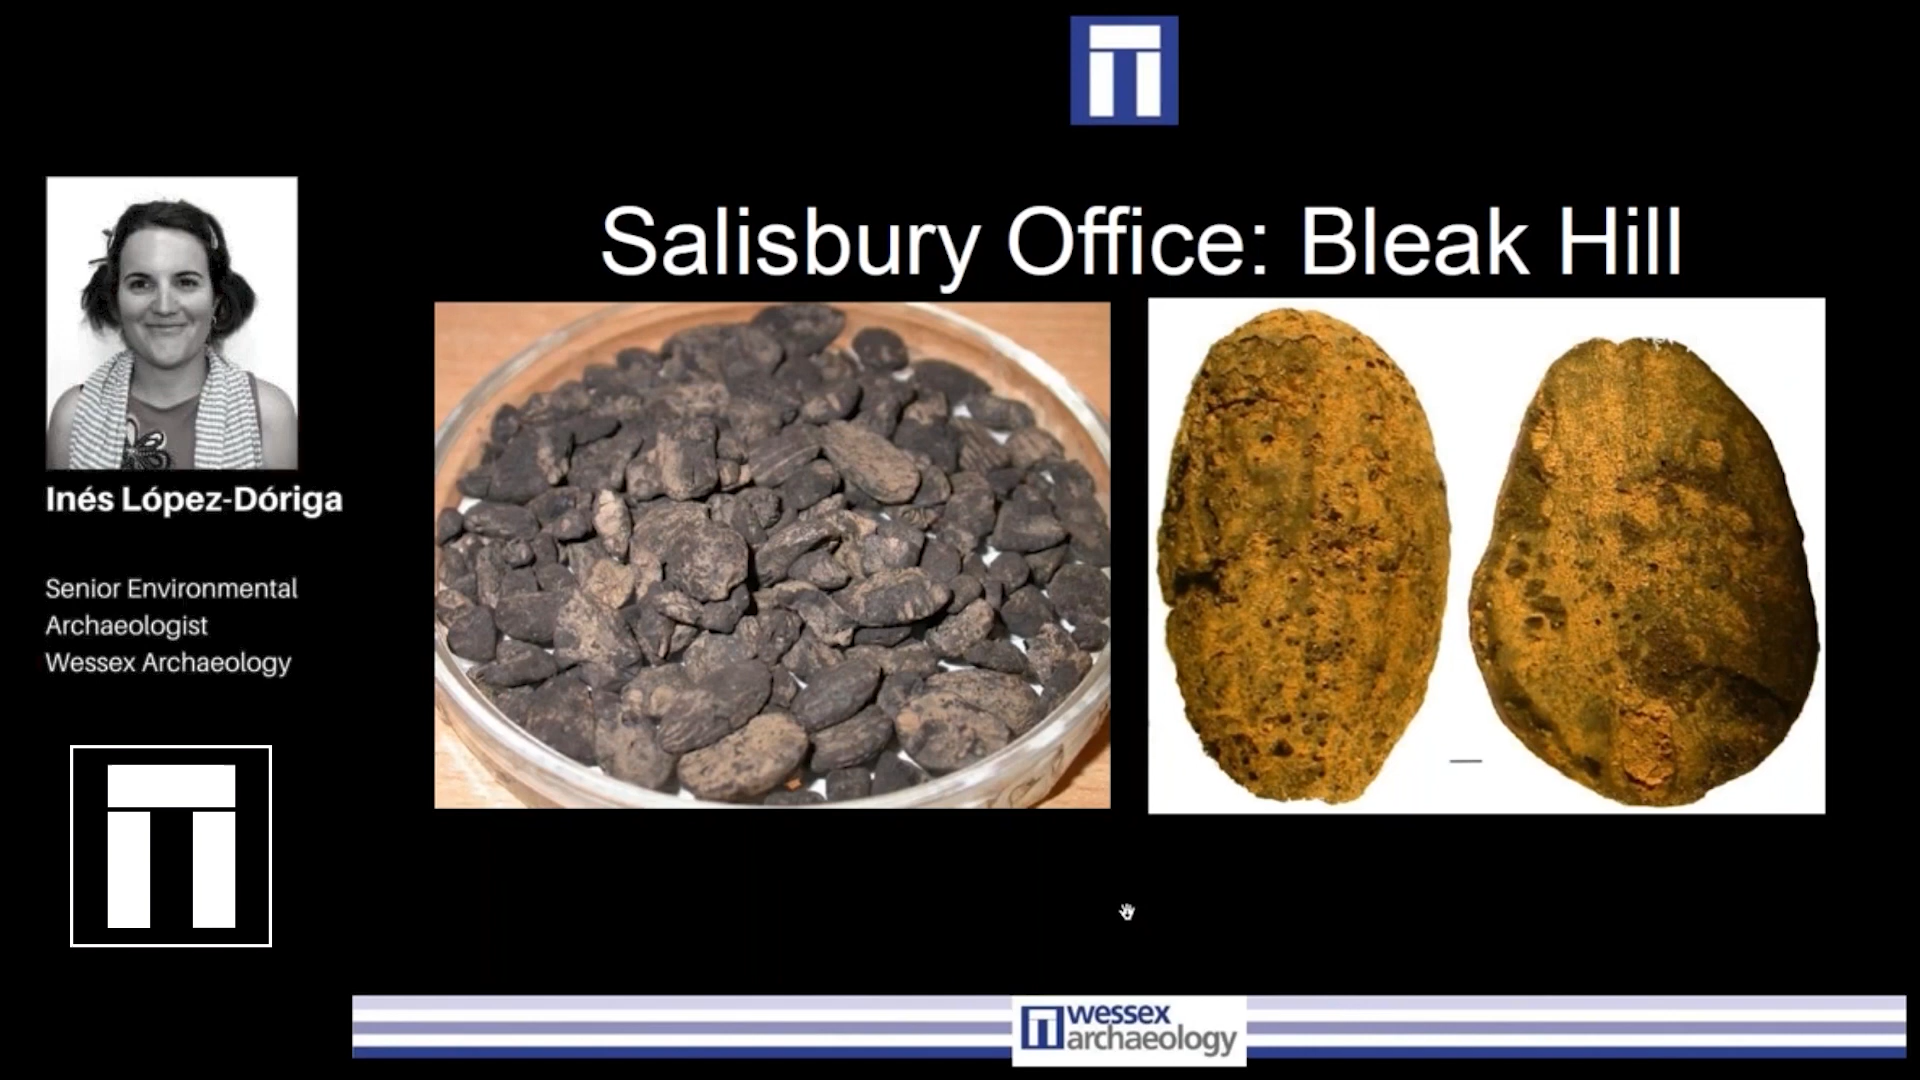 Salisbury Office: Bleak Hill
Inés López-Dóriga
Senior Environmental
Archaeologist
Wessex Archaeology
wessex
archaeology